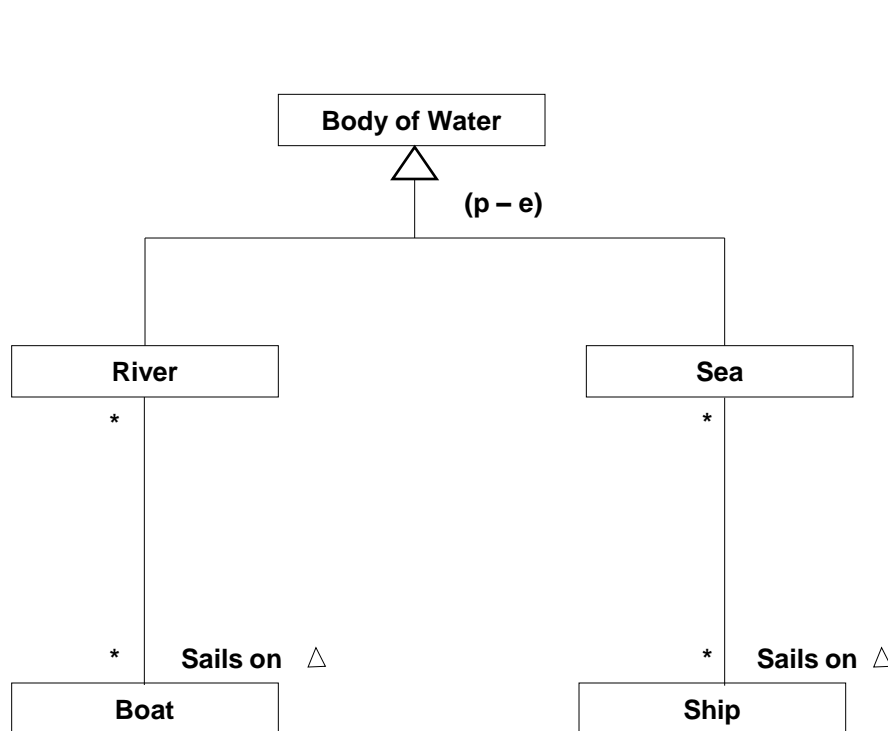 Body of Water
(p – e)
River
Sea
*
*
*
Sails on
*
Sails on
Boat
Ship